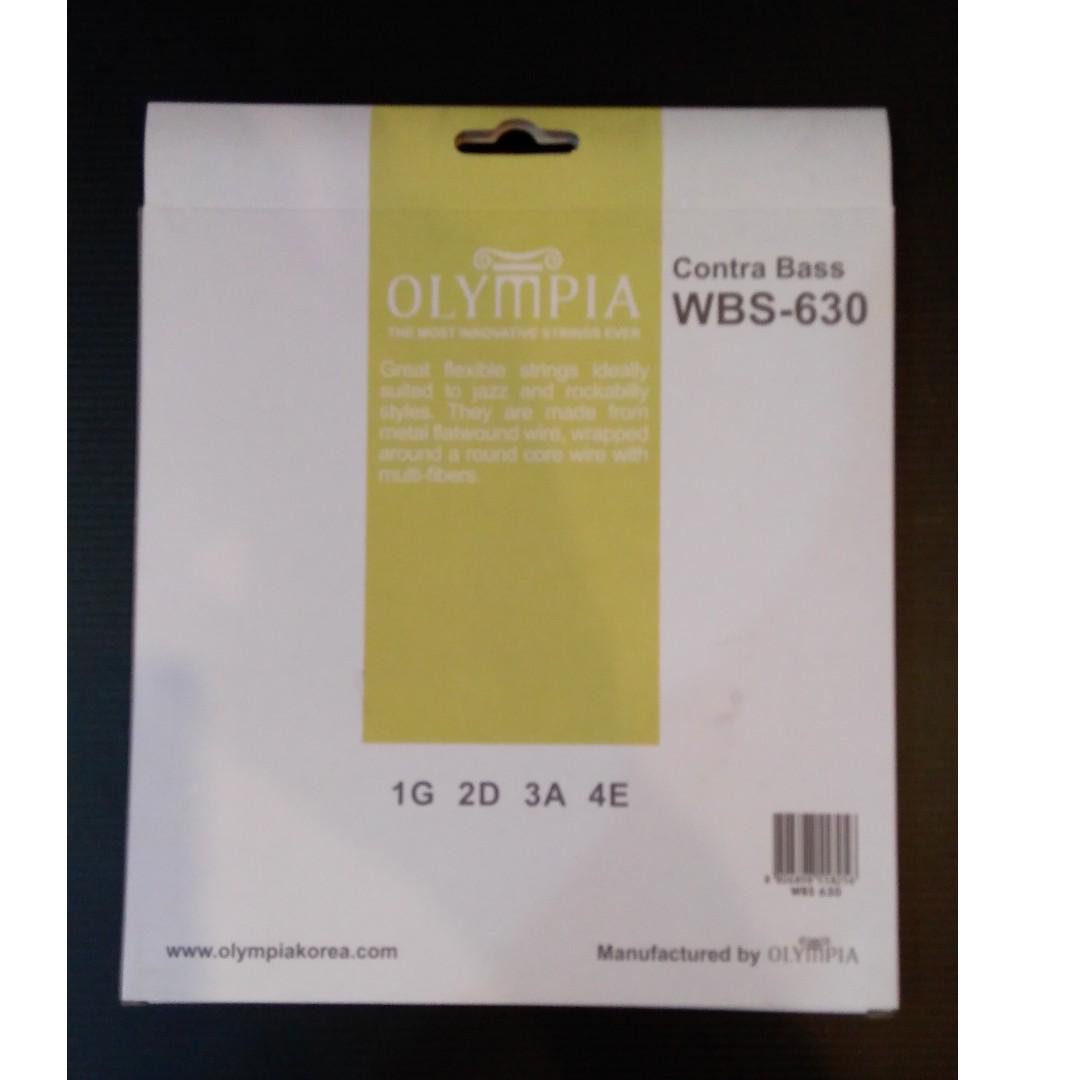 OLYMPIA
THE MOST INNOVATIVE STRINGS EVER
Great flexible strings ideally
suited to jazz and rockabilly
styles. They are made from
metal flatwound wire, wrapped
around a round core wire with
multi-fibers.
Contra Bass
WBS-630
1G 2D 3A 4E
WBS 630
www.olympiakorea.com
Manufactured by OLYMPIA